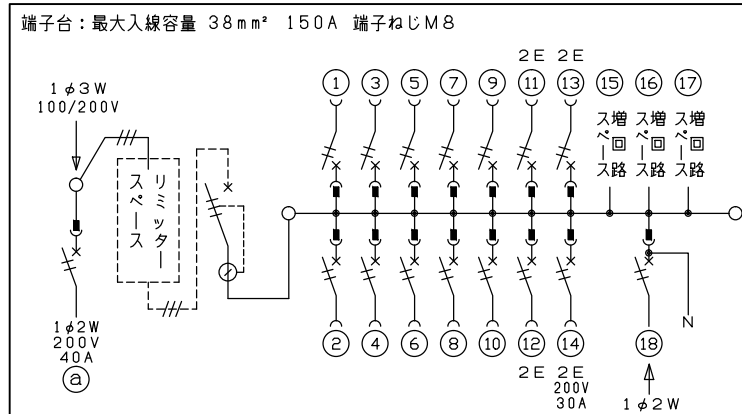 端子台：最大入線容量 38mm² 150A 端子ねじM8
1φ3W
100/200V
リミッター
スペース
1φ2W
200V
40A
a
2E 2E
1 3 5 7 9 11 13 15 16 17
増回路
スペース
増回路
スペース
増回路
スペース
2 4 6 8 10 12 14 18
N
2E 2E
200V
30A
1φ2W